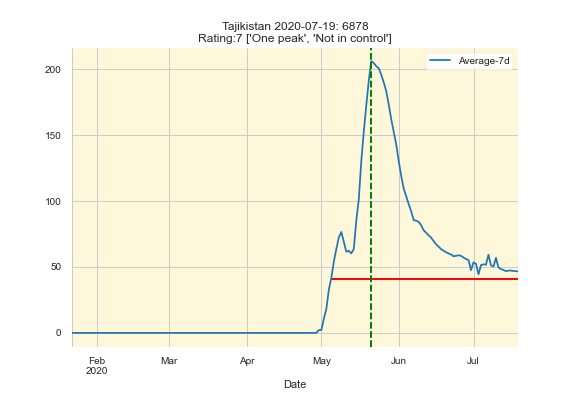 Tajikistan 2020-07-19: 6878
Rating:7 ['One peak', 'Not in control']
Average-7d
200
150
100
50
0
Feb
2020
Mar
Apr
May
Jun
Jul
Date